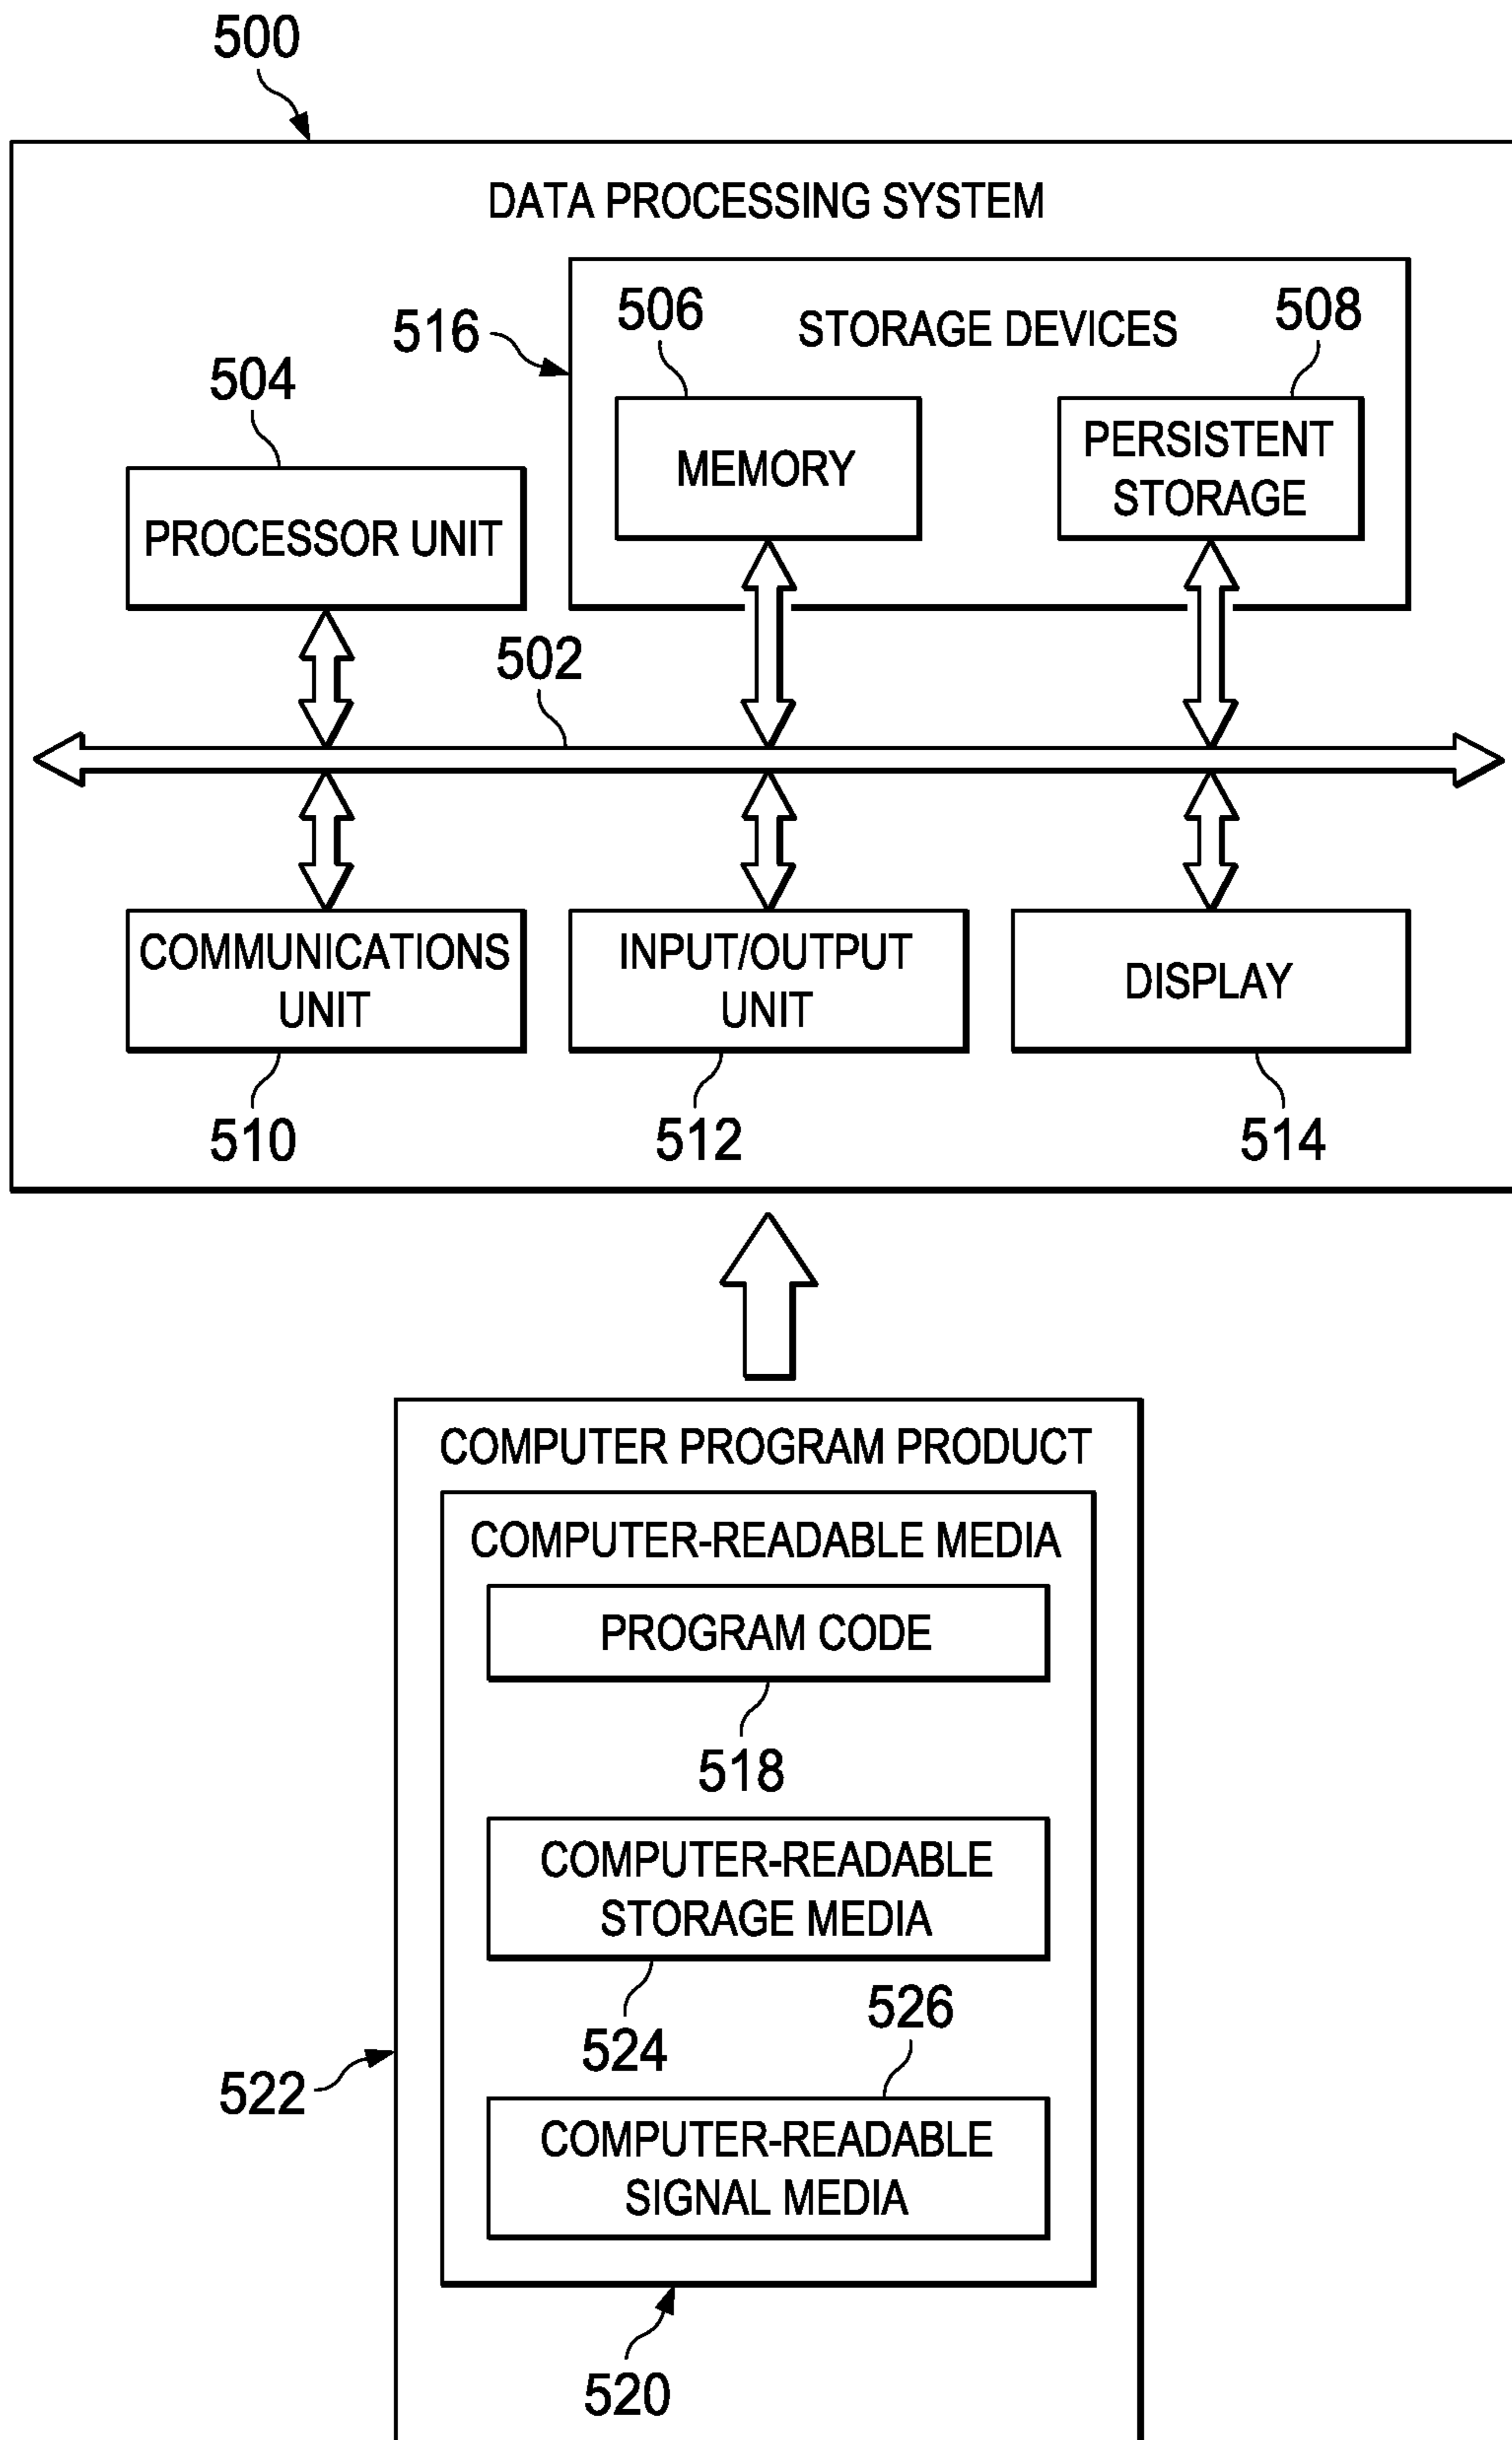 500
DATA PROCESSING SYSTEM
516
506
STORAGE DEVICES
508
504
MEMORY
PERSISTENT
STORAGE
PROCESSOR UNIT
502
COMMUNICATIONS
UNIT
INPUT/OUTPUT
UNIT
DISPLAY
510
512
514
COMPUTER PROGRAM PRODUCT
COMPUTER-READABLE MEDIA
PROGRAM CODE
518
COMPUTER-READABLE
STORAGE MEDIA
524
526
522
COMPUTER-READABLE
SIGNAL MEDIA
520